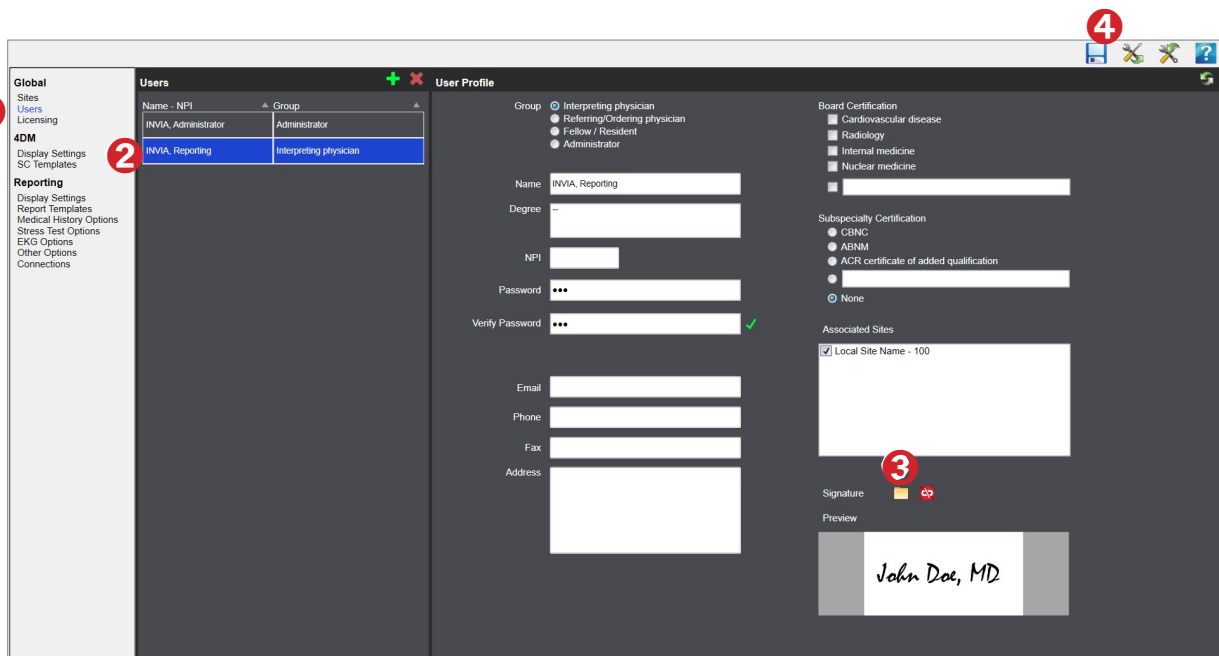 4
Global
Sites
Users
Licensing
4DM
Display Settings
SC Templates
Reporting
Display Settings
Report Templates
Medical History Options
Stress Test Options
EKG Options
Other Options
Connections
Users
Name - NPI Group
INVIA, Administrator Administrator
2
INVIA, Reporting Interpreting physician
User Profile
Group Interpreting physician
Referring/Ordering physician
Fellow / Resident
Administrator
Name INVIA, Reporting
Degree --
NPI
Password •••
Verify Password •••
Email
Phone
Fax
Address
Board Certification
Cardiovascular disease
Radiology
Internal medicine
Nuclear medicine
Subspecialty Certification
CBNC
ABNM
ACR certificate of added qualification
None
Associated Sites
Local Site Name - 100
3
Signature
Preview
John Doe, MD
?